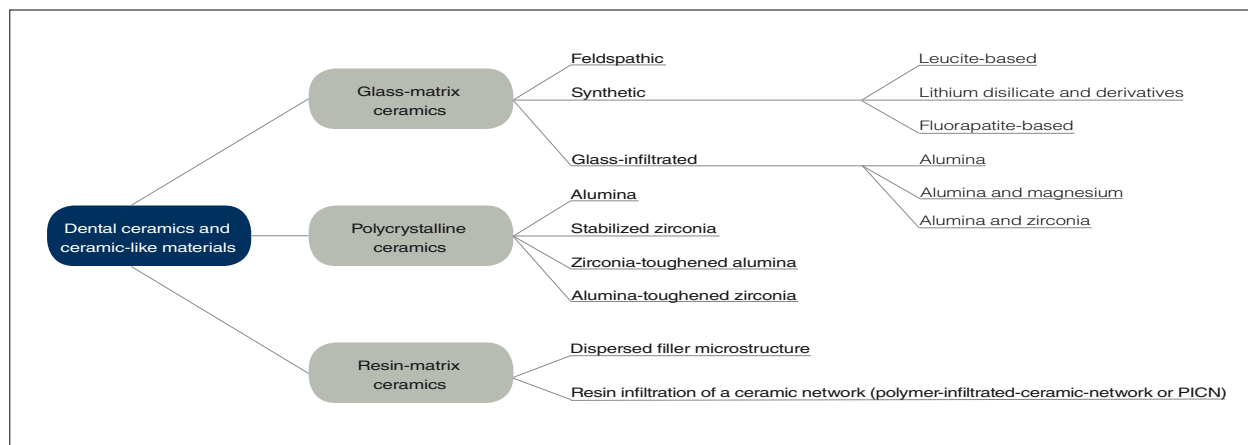 Dental ceramics and
ceramic-like materials
Glass-matrix
ceramics
Feldspathic
Synthetic
Leucite-based
Lithium disilicate and derivatives
Fluorapatite-based
Glass-infiltrated
Alumina
Alumina and magnesium
Alumina and zirconia
Polycrystalline
ceramics
Alumina
Stabilized zirconia
Zirconia-toughened alumina
Alumina-toughened zirconia
Resin-matrix
ceramics
Dispersed filler microstructure
Resin infiltration of a ceramic network (polymer-infiltrated-ceramic-network or PICN)